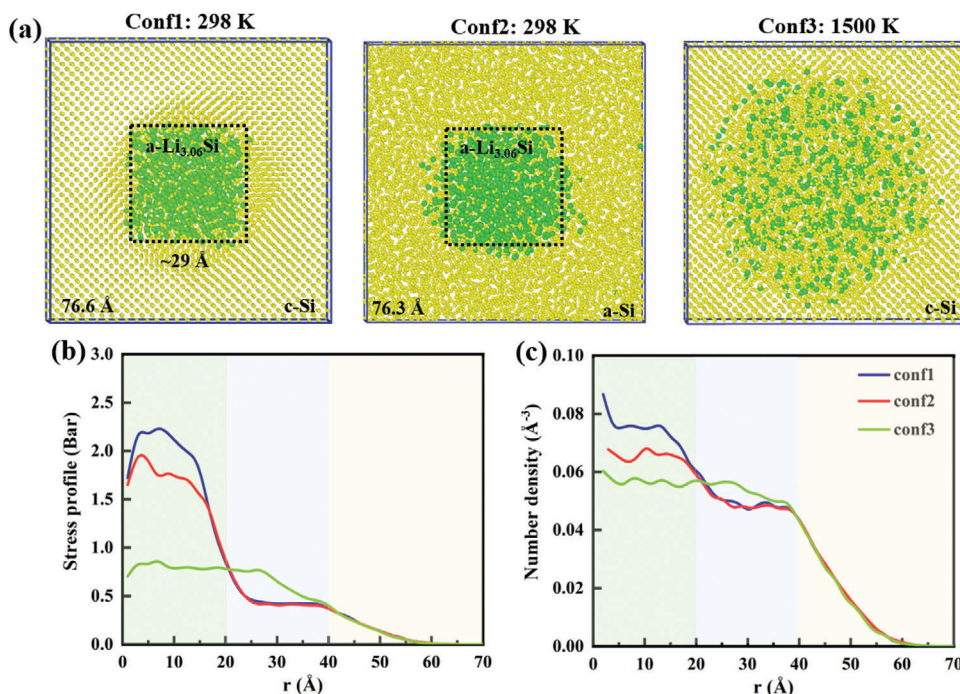 Conf1: 298 K
Conf2: 298 K
Conf3: 1500 K
(a)
a-Li3.06Si
~29 Å
76.6 Å
c-Si
a-Li3.06Si
76.3 Å
a-Si
c-Si
(b)
3.0
2.5
2.0
1.5
1.0
0.5
0.0
Stress profile (Bar)
0 10 20 30 40 50 60 70
r (Å)
(c)
0.10
0.08
0.06
0.04
0.02
0.00
Number density (Å-3)
conf1
conf2
conf3
0 10 20 30 40 50 60 70
r (Å)